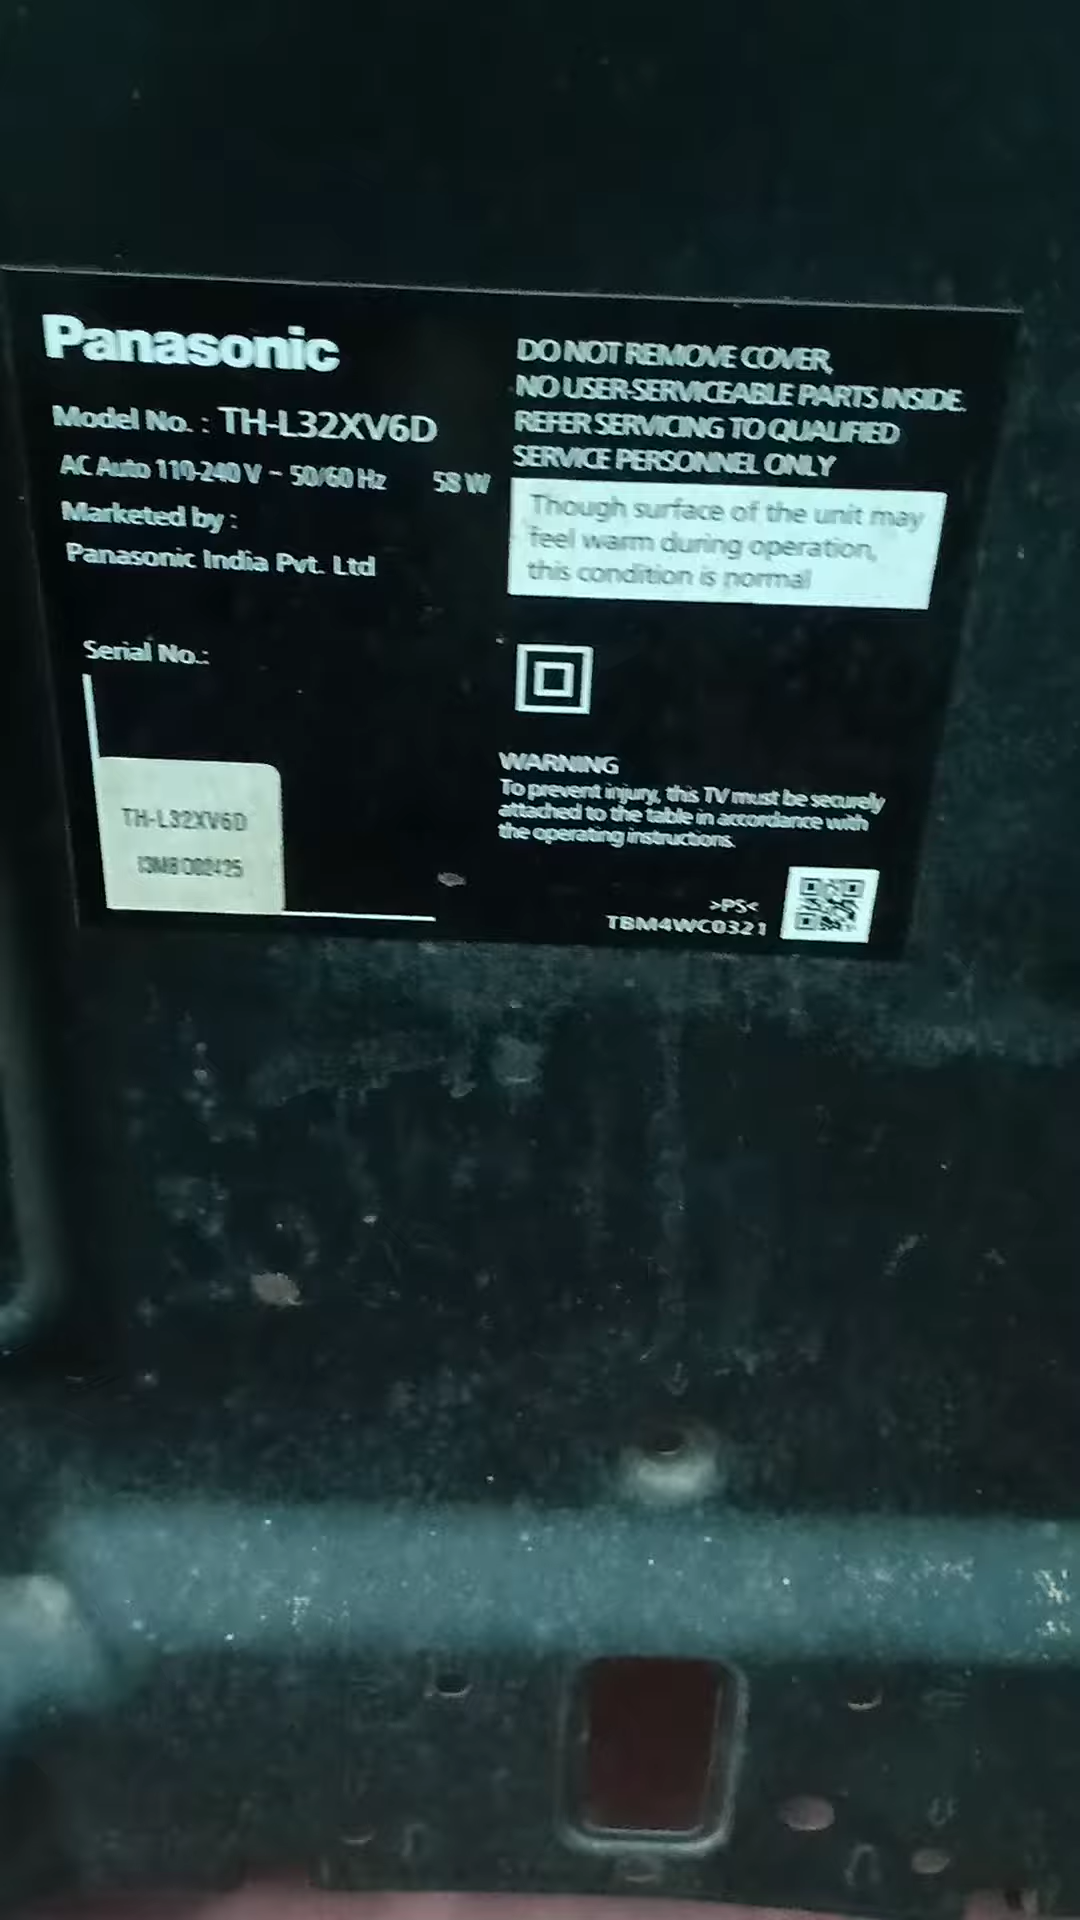 Panasonic
Model No. : TH-L32XV6D
AC Auto 110-240 V ~ 50/60 Hz 58 W
Marketed by :
Panasonic India Pvt. Ltd
Serial No.:
TH-L32XV6D
DO NOT REMOVE COVER,
NO USER-SERVICEABLE PARTS INSIDE.
REFER SERVICING TO QUALIFIED
SERVICE PERSONNEL ONLY
Though surface of the unit may
feel warm during operation,
this condition is normal
WARNING
To prevent injury, this TV must be securely
attached to the table in accordance with
the operating instructions.
>PS<
TBM4WC0321